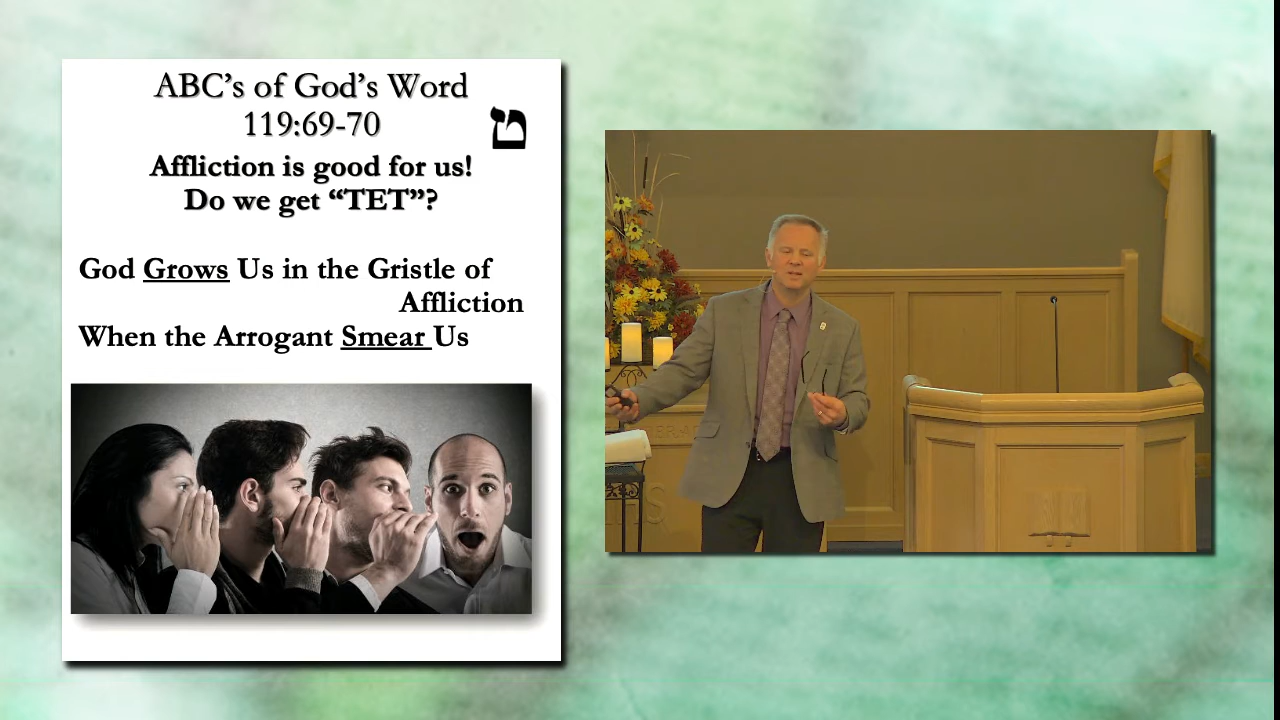 ABC’s of God’s Word
119:69-70
ט
Affliction is good for us!
Do we get “TET”?
God Grows Us in the Gristle of
Affliction
When the Arrogant Smear Us